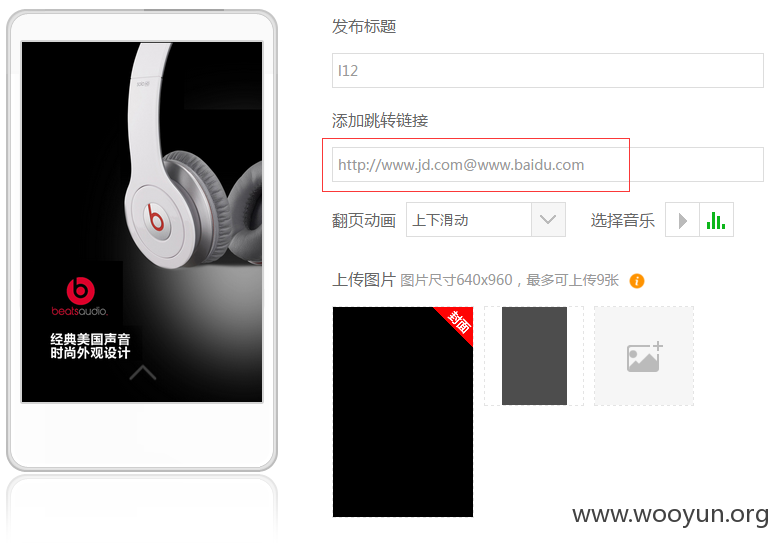 发布标题
I12
添加跳转链接
http://www.jd.com@www.baidu.com
翻页动画
上下滑动
选择音乐
上传图片 图片尺寸640x960，最多可上传9张
封面
beatsaudio.
经典美国声音
时尚外观设计
www.wooyun.org